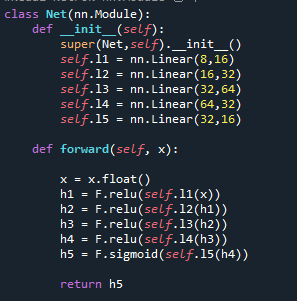 class Net(nn.Module):
    def __init__(self):
        super(Net,self).__init__()
        self.l1 = nn.Linear(8,16)
        self.l2 = nn.Linear(16,32)
        self.l3 = nn.Linear(32,64)
        self.l4 = nn.Linear(64,32)
        self.l5 = nn.Linear(32,16)

    def forward(self, x):

        x = x.float()
        h1 = F.relu(self.l1(x))
        h2 = F.relu(self.l2(h1))
        h3 = F.relu(self.l3(h2))
        h4 = F.relu(self.l4(h3))
        h5 = F.sigmoid(self.l5(h4))

        return h5